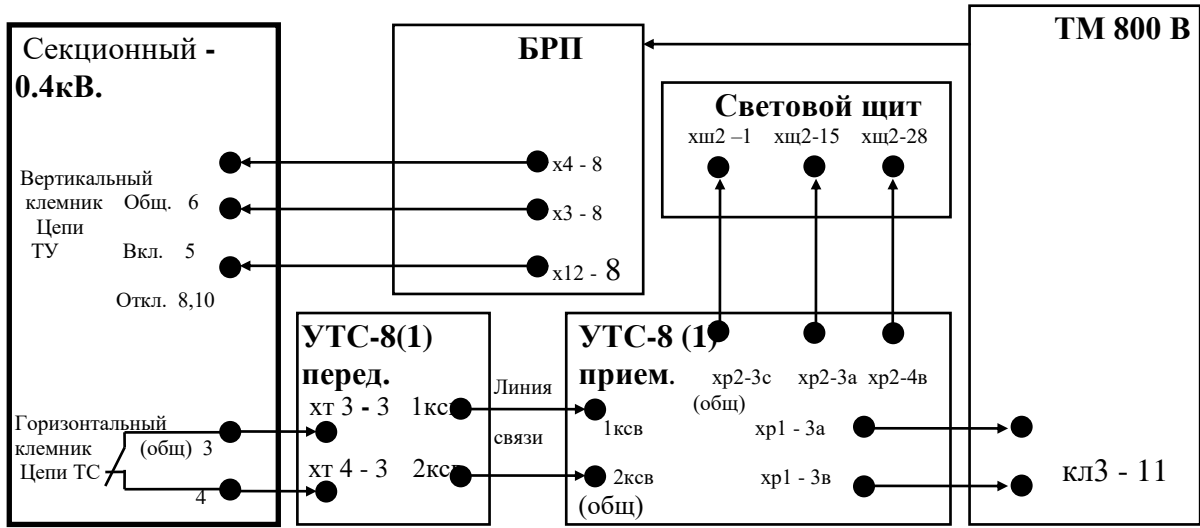 Секционный -
0.4кВ.
Вертикальный
клемник Общ. 6
Цепи
ТУ Вкл. 5
Откл. 8,10
Горизонтальный
клемник (общ) 3
Цепи ТС
4
БРП
х4 - 8
х3 - 8
х12 - 8
ТМ 800 В
Световой щит
хш2 –1 хщ2-15 хщ2-28
УТС-8(1)
перед.
хт 3 - 3 1ксв
хт 4 - 3 2ксв
Линия
связи
УТС-8 (1)
прием.
хр2-3с хр2-3а хр2-4в
(общ)
1ксв
хр1 - 3а
2ксв
(общ)
хр1 - 3в
кл3 - 11